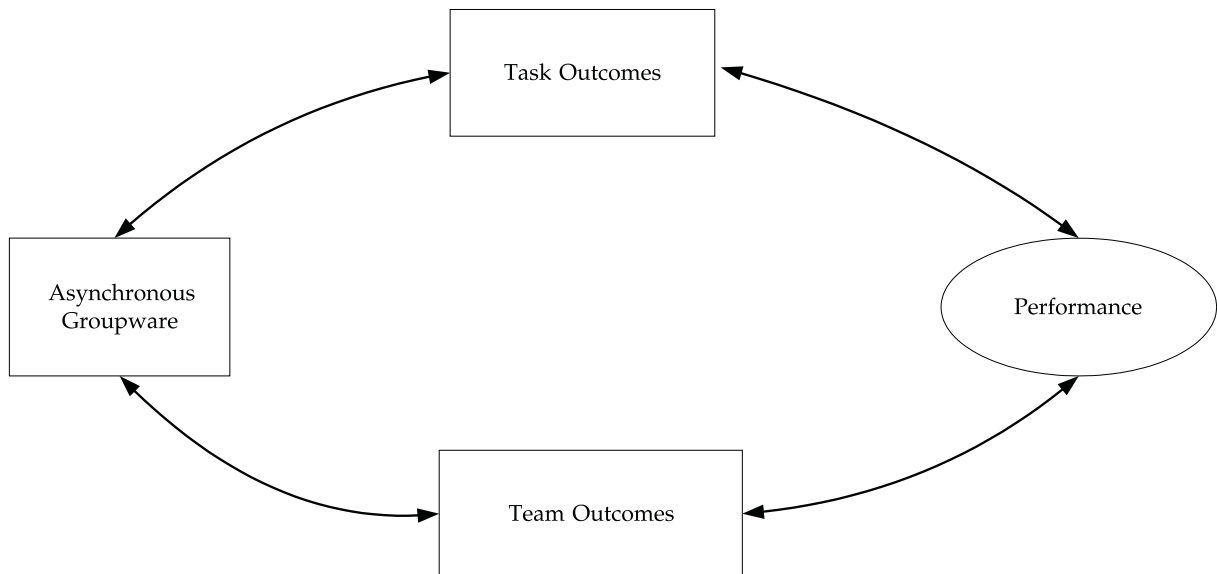 Task Outcomes
Asynchronous
Groupware
Performance
Team Outcomes